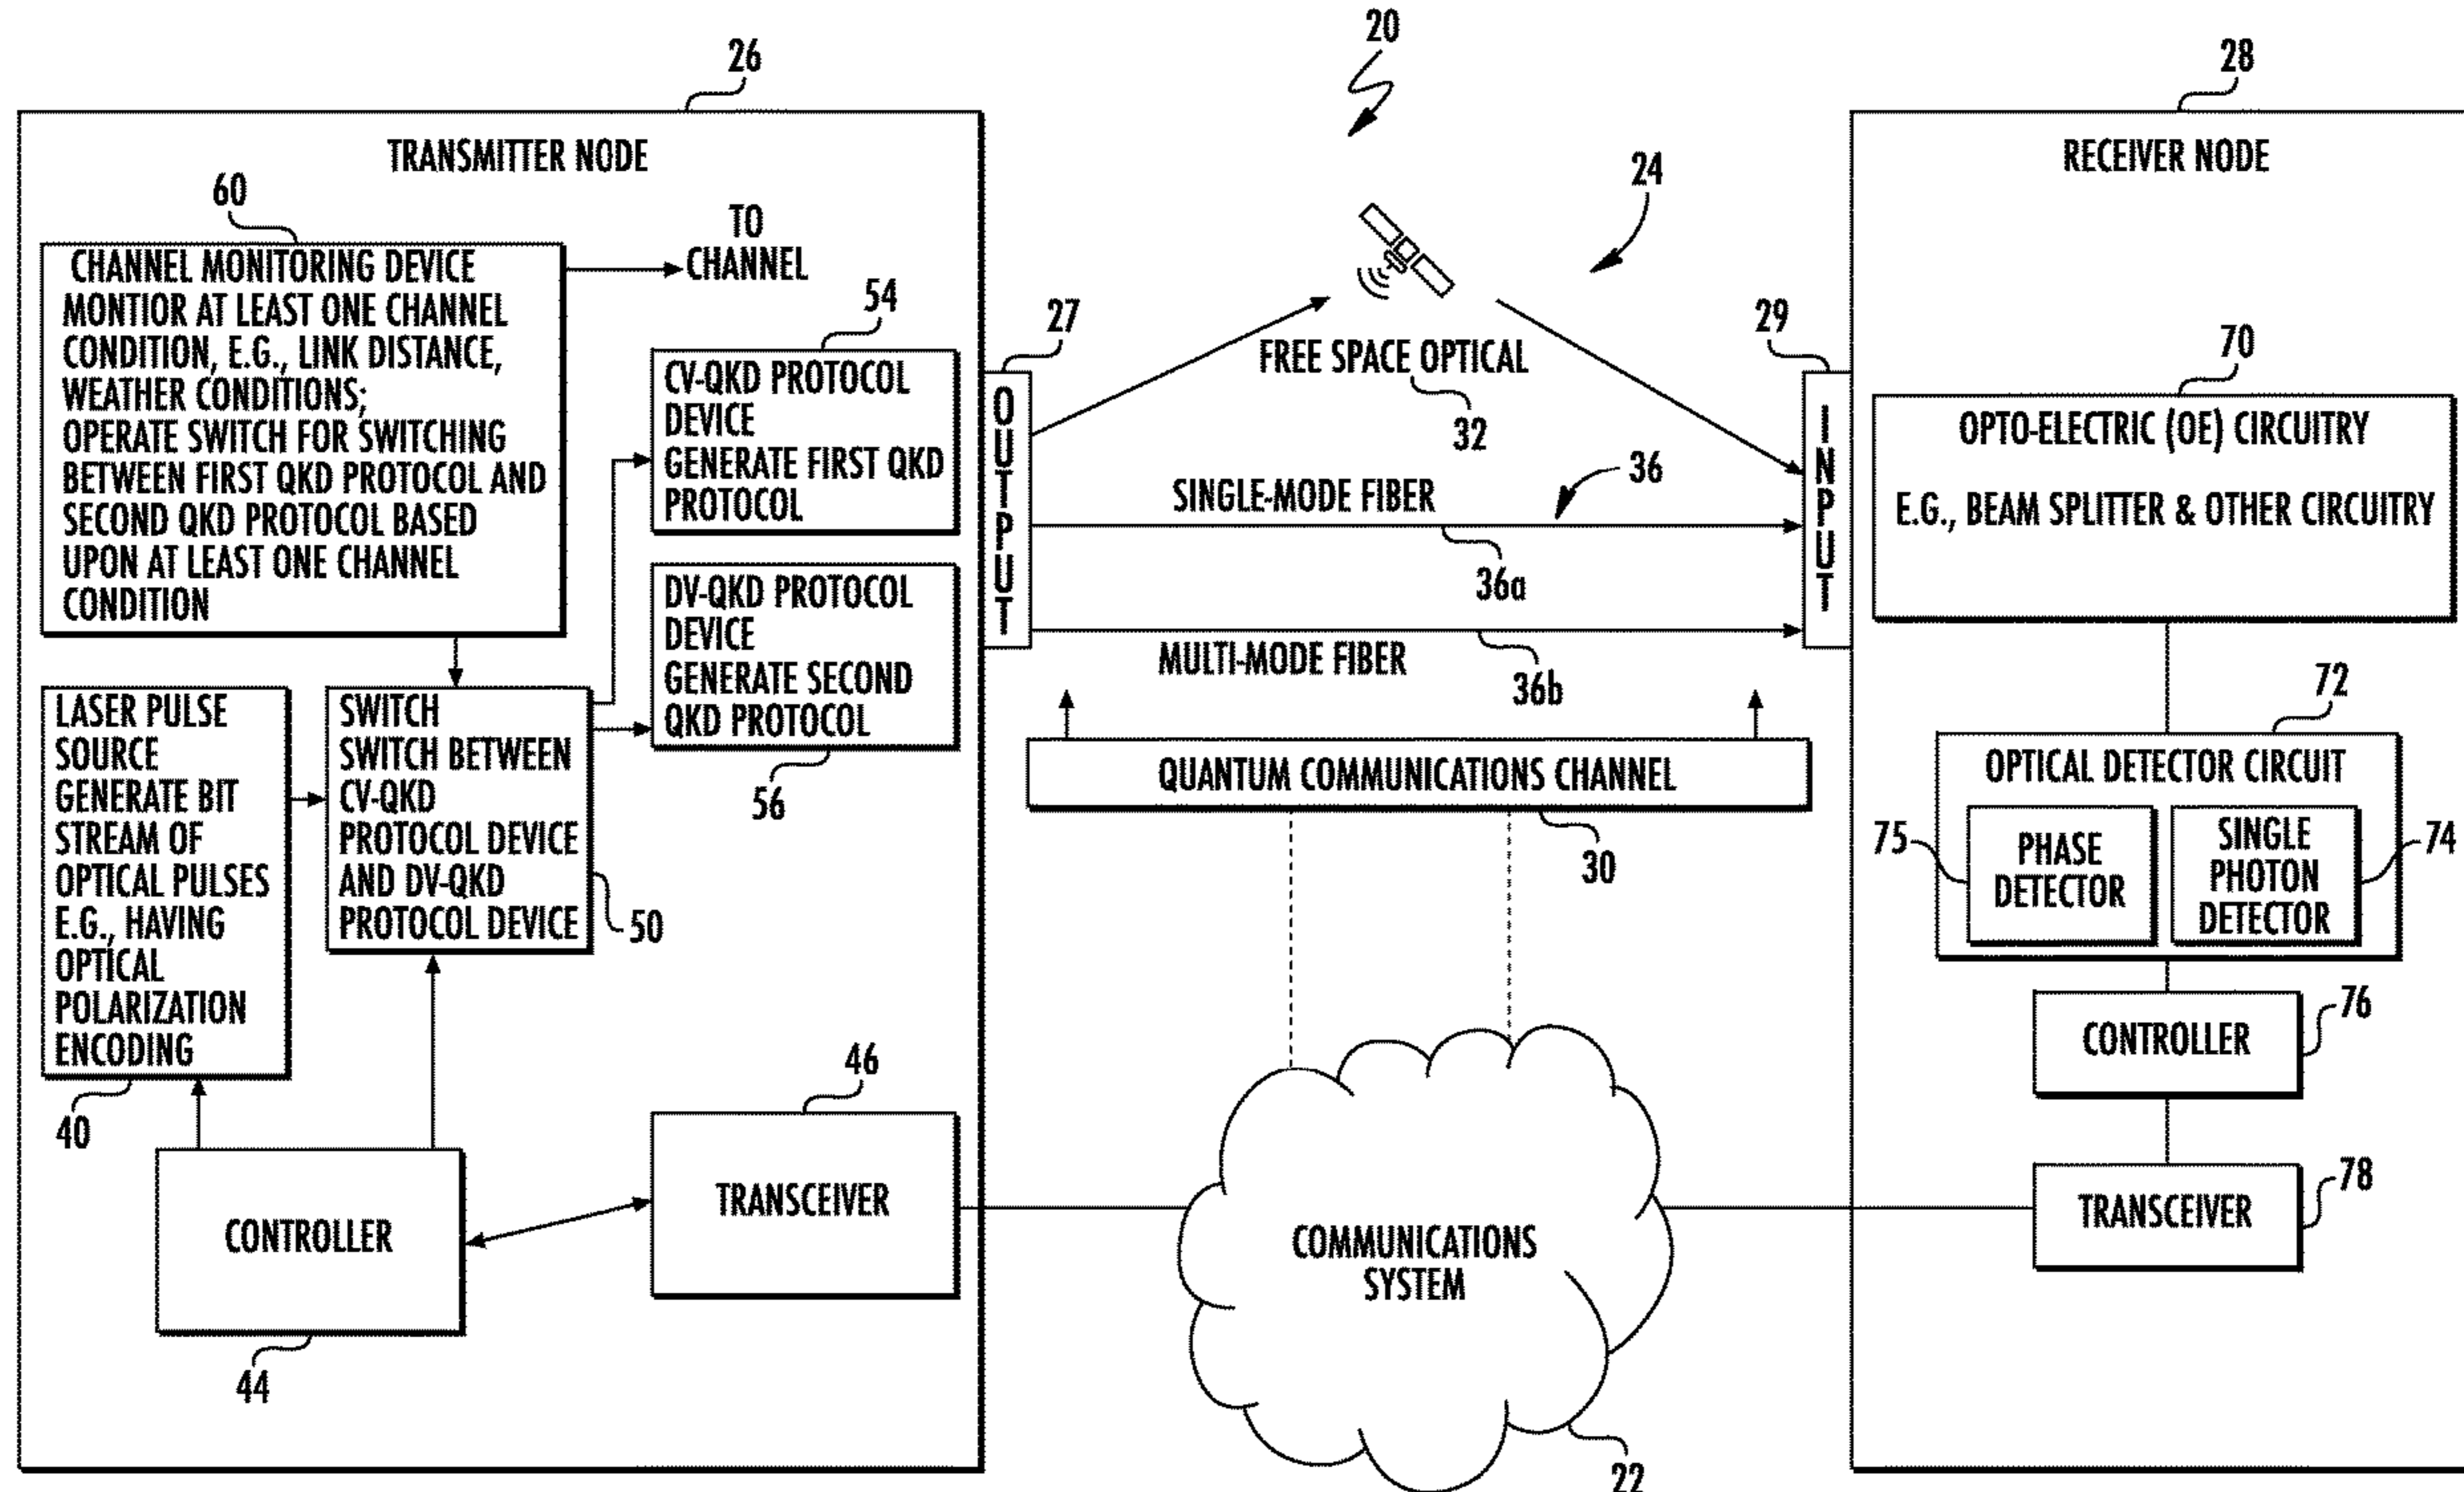 20
26
TRANSMITTER NODE
60
CHANNEL MONITORING DEVICE
MONTIOR AT LEAST ONE CHANNEL
CONDITION, E.G., LINK DISTANCE,
WEATHER CONDITIONS;
OPERATE SWITCH FOR SWITCHING
BETWEEN FIRST QKD PROTOCOL AND
SECOND QKD PROTOCOL BASED
UPON AT LEAST ONE CHANNEL
CONDITION
TO
CHANNEL
54
CV-QKD PROTOCOL
DEVICE
GENERATE FIRST QKD
PROTOCOL
DV-QKD PROTOCOL
DEVICE
GENERATE SECOND
QKD PROTOCOL
56
LASER PULSE
SOURCE
GENERATE BIT
STREAM OF
OPTICAL PULSES
E.G., HAVING
OPTICAL
POLARIZATION
ENCODING
40
SWITCH
SWITCH BETWEEN
CV-QKD
PROTOCOL DEVICE
AND DV-QKD
PROTOCOL DEVICE
50
CONTROLLER
44
46
TRANSCEIVER
27
OUTPUT
24
FREE SPACE OPTICAL
32
SINGLE-MODE FIBER
36
36a
MULTI-MODE FIBER
36b
QUANTUM COMMUNICATIONS CHANNEL
30
COMMUNICATIONS
SYSTEM
22
29
INPUT
28
RECEIVER NODE
70
OPTO-ELECTRIC (OE) CIRCUITRY
E.G., BEAM SPLITTER & OTHER CIRCUITRY
72
OPTICAL DETECTOR CIRCUIT
75
PHASE
DETECTOR
SINGLE
PHOTON
DETECTOR
74
CONTROLLER
76
TRANSCEIVER
78